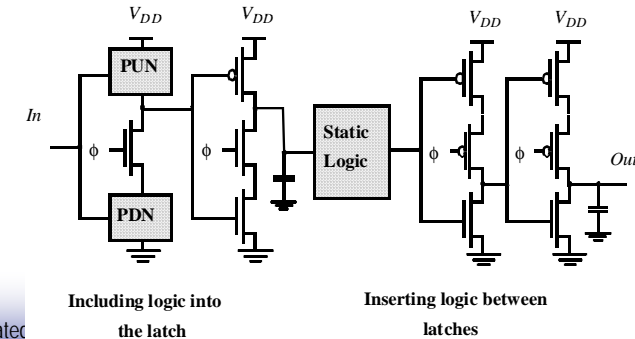 V_DD V_DD V_DD V_DD
PUN
In
ϕ ϕ Static Logic ϕ ϕ
Out
PDN
Including logic into
the latch
Inserting logic between
latches